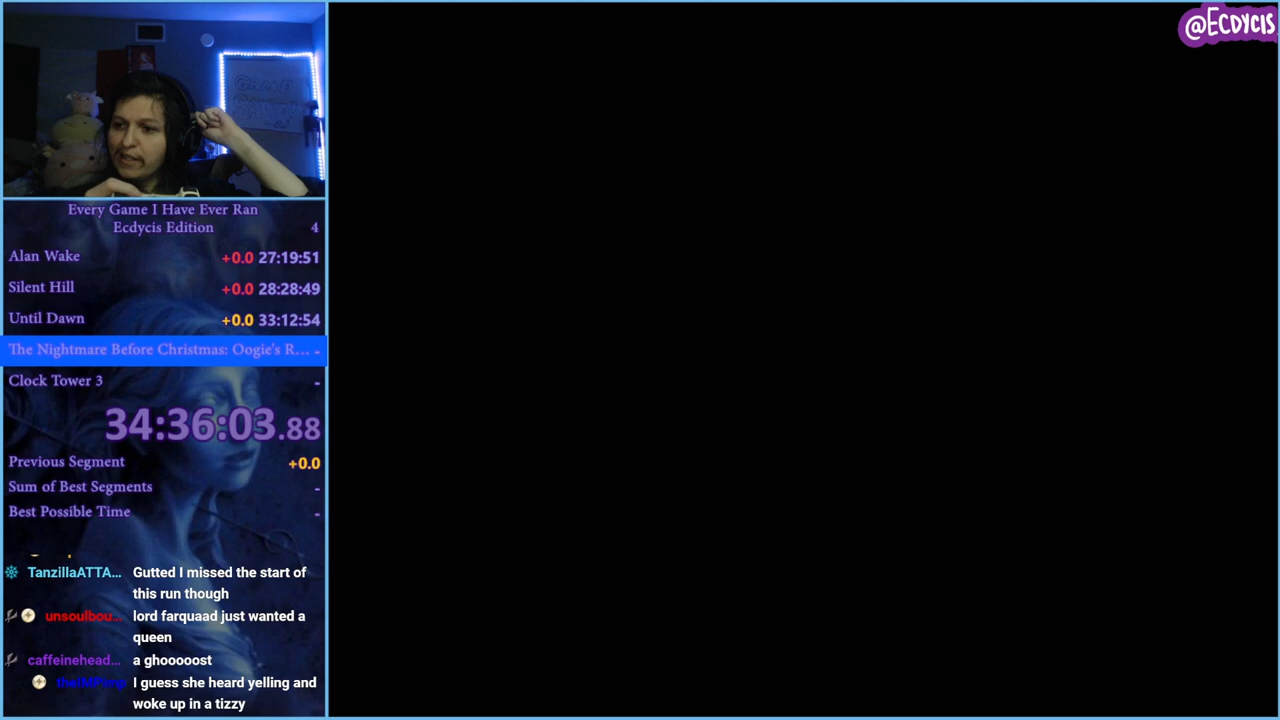 @ECDYCIS
Every Game I Have Ever Ran
Ecdycis Edition 4
Alan Wake +0.0 27:19:51
Silent Hill +0.0 28:28:49
Until Dawn +0.0 33:12:54
The Nightmare Before Christmas: Oogie's R... -
Clock Tower 3 -
34:36:03.88
Previous Segment +0.0
Sum of Best Segments -
Best Possible Time -
TanzillaATTA... Gutted I missed the start of
this run though
unsoulbou... lord farquaad just wanted a
queen
caffeinehead... a ghooooost
I guess she heard yelling and
woke up in a tizzy